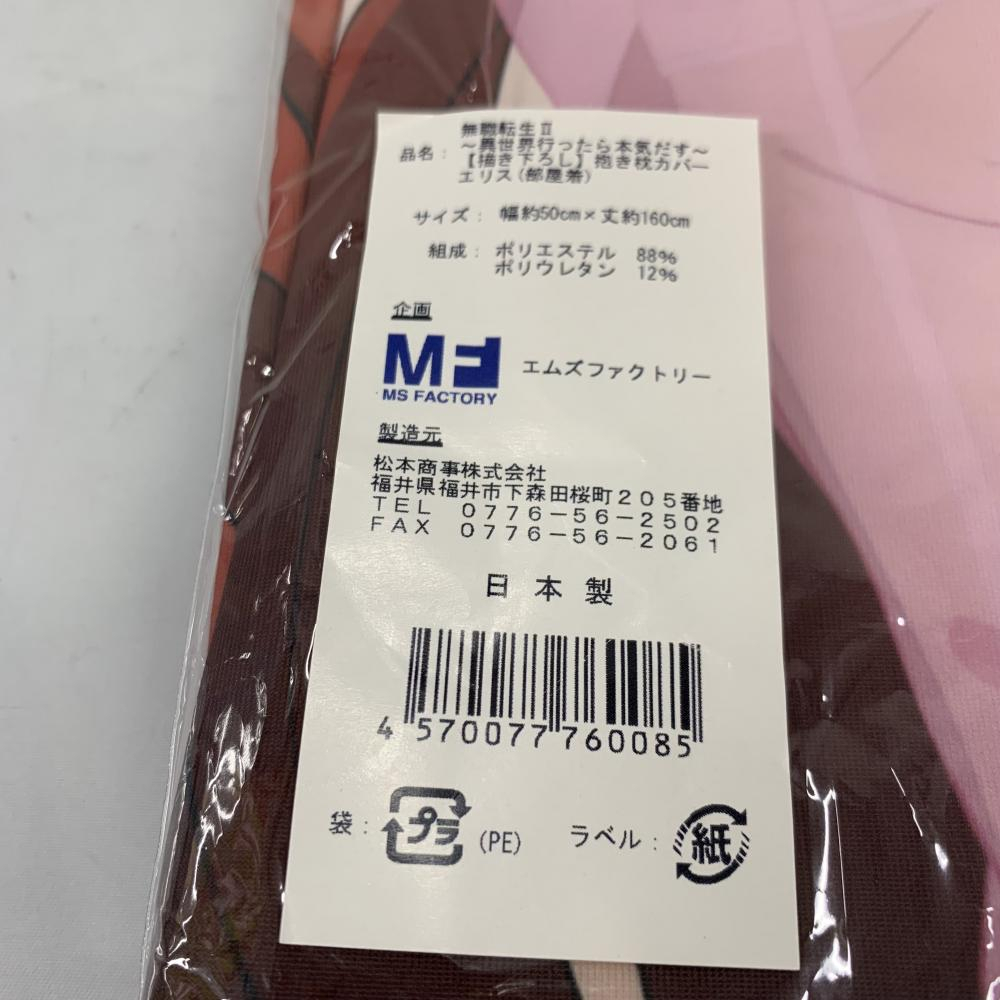 無職転生Ⅱ
品名： ～異世界行ったら本気だす～
【描き下ろし】抱き枕カバー
エリス(部屋着)
サイズ： 幅約50cm×丈約160cm
組成： ポリエステル 88%
ポリウレタン 12%
企画
MF エムズファクトリー
MS FACTORY
製造元
松本商事株式会社
福井県福井市下森田桜町２０５番地
ＴＥＬ ０７７６－５６－２５０２
ＦＡＸ ０７７６－５６－２０６１
日本製
4 570077 760085
袋： プラ (PE) ラベル： 紙